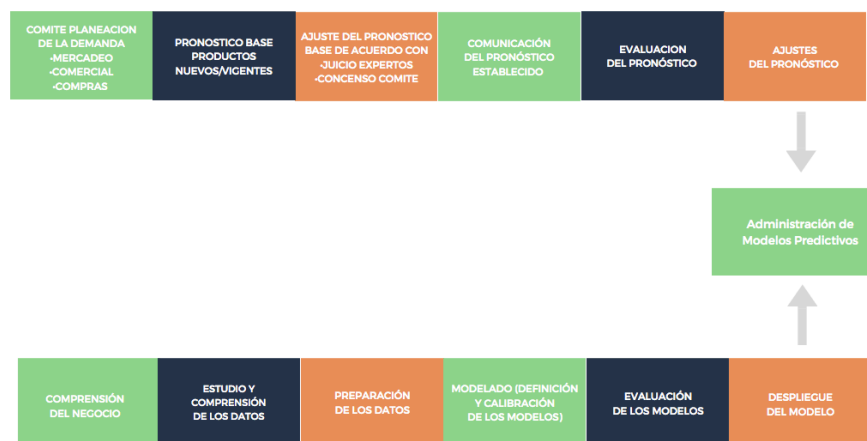 COMITE PLANEACION
DE LA DEMANDA
•MERCADEO
•COMERCIAL
•COMPRAS
PRONOSTICO BASE
PRODUCTOS
NUEVOS/VIGENTES
AJUSTE DEL PRONOSTICO
BASE DE ACUERDO CON
•JUICIO EXPERTOS
•CONCENSO COMITE
COMUNICACIÓN
DEL PRONÓSTICO
ESTABLECIDO
EVALUACION
DEL PRONÓSTICO
AJUSTES
DEL PRONÓSTICO
Administración de
Modelos Predictivos
COMPRENSIÓN
DEL NEGOCIO
ESTUDIO Y
COMPRENSIÓN
DE LOS DATOS
PREPARACIÓN
DE LOS DATOS
MODELADO (DEFINICIÓN
Y CALIBRACIÓN
DE LOS MODELOS)
EVALUACIÓN
DE LOS MODELOS
DESPLIEGUE
DEL MODELO